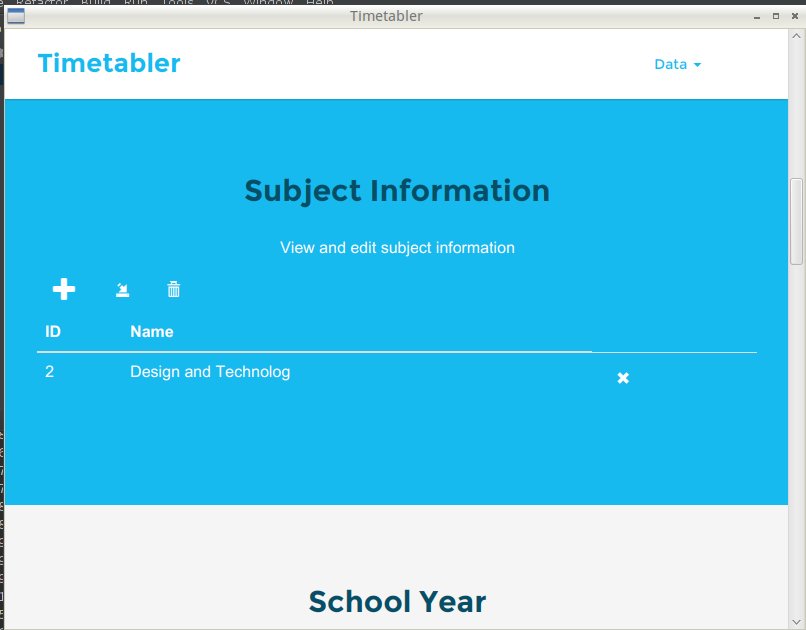 Refactor Build Run Tools VCS Window Help
Timetabler
Timetabler
Data
Subject Information
View and edit subject information
ID Name
2 Design and Technolog
School Year